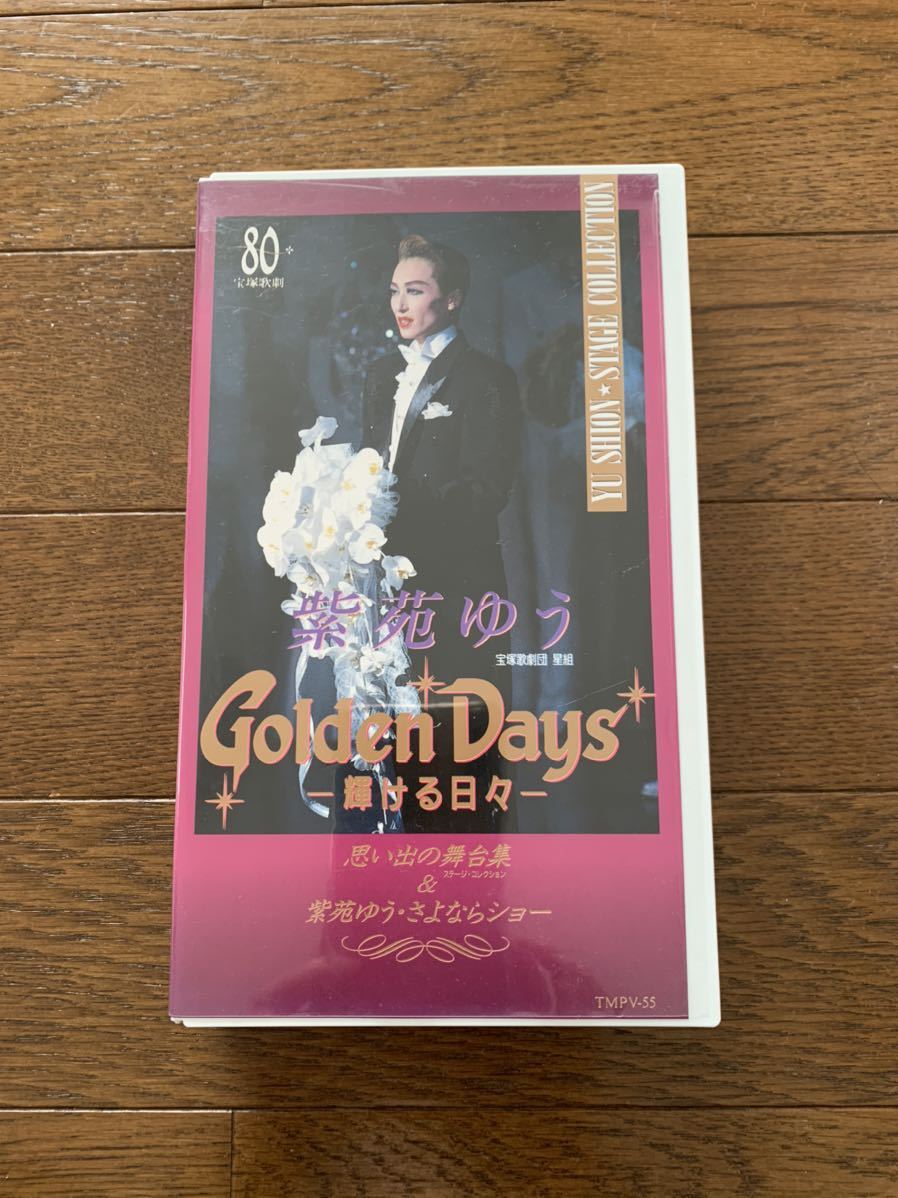 80
宝塚歌劇
YU SHION★STAGE COLLECTION
紫苑ゆう
宝塚歌劇団 星組
Golden Days
―輝ける日々―
思い出の舞台集
ステージ・コレクション
&
紫苑ゆう・さよならショー
TMPV-55